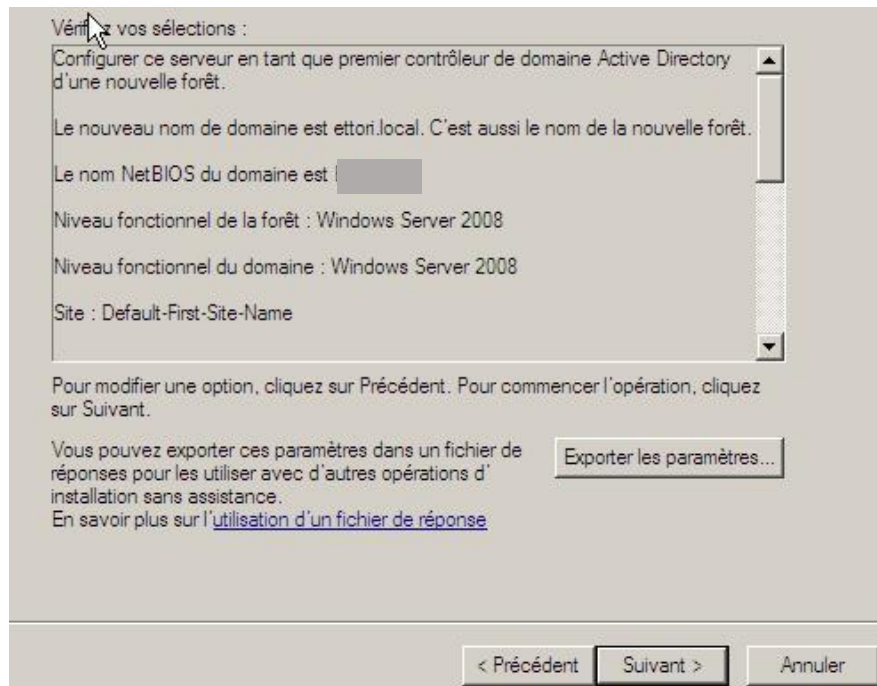 Vérifiez vos sélections :
Configurer ce serveur en tant que premier contrôleur de domaine Active Directory
d'une nouvelle forêt.
Le nouveau nom de domaine est ettori.local. C'est aussi le nom de la nouvelle forêt.
Le nom NetBIOS du domaine est
Niveau fonctionnel de la forêt : Windows Server 2008
Niveau fonctionnel du domaine : Windows Server 2008
Site : Default-First-Site-Name
Pour modifier une option, cliquez sur Précédent. Pour commencer l'opération, cliquez
sur Suivant.
Vous pouvez exporter ces paramètres dans un fichier de
réponses pour les utiliser avec d'autres opérations d'
installation sans assistance.
En savoir plus sur l'utilisation d'un fichier de réponse
Exporter les paramètres...
< Précédent
Suivant >
Annuler